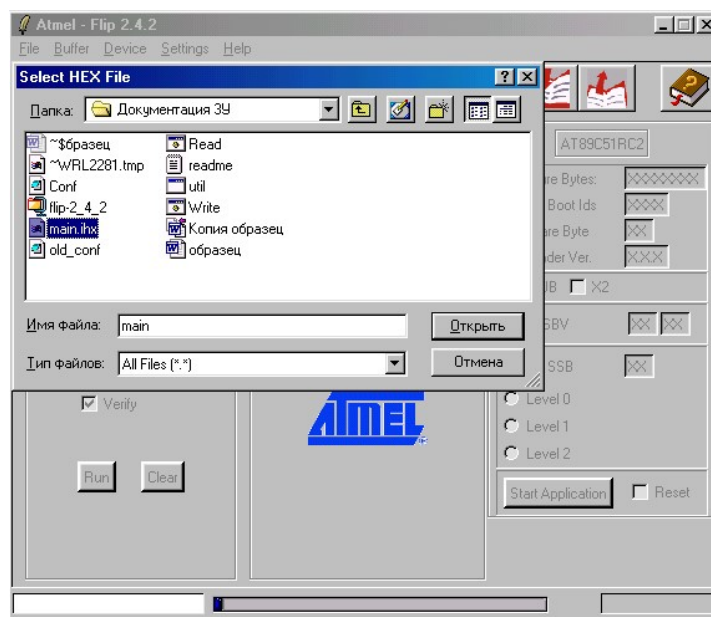 Atmel - Flip 2.4.2
File Buffer Device Settings Help
Select HEX File
Папка: Документация ЗУ
~$бразец
~WRL2281.tmp
Conf
flip-2_4_2
main.ihx
old_conf
Read
readme
util
Write
Копия образец
образец
Имя файла: main Открыть
Тип файлов: All Files (*.*) Отмена
AT89C51RC2
re Bytes: XXXXXXX
Boot Ids XXXX
are Byte XX
der Ver. XXX
JB X2
SBV XX XX
SSB XX
Level 0
Level 1
Level 2
Start Application Reset
Verify
Run Clear
ATMEL